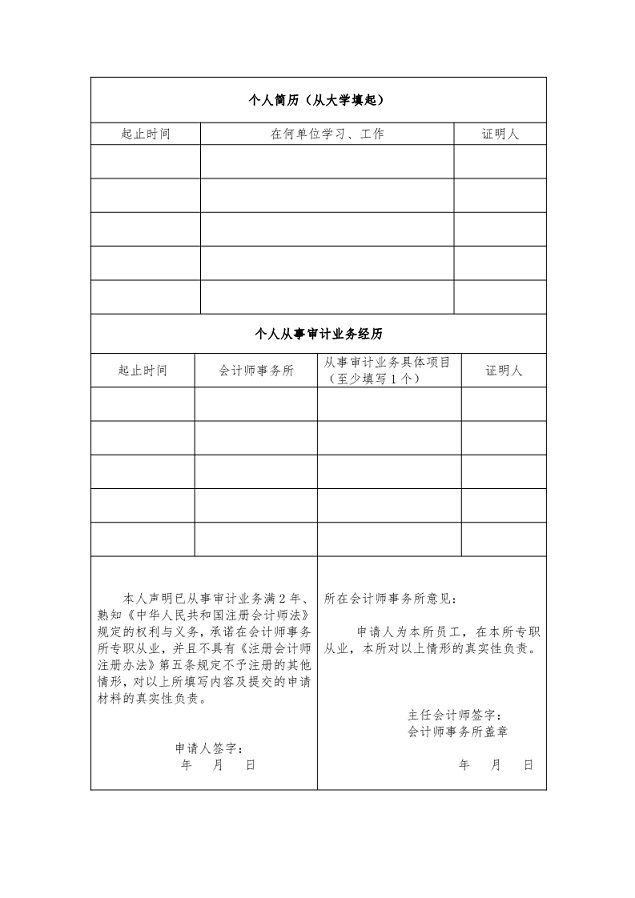 个人简历（从大学填起）
起止时间 在何单位学习、工作 证明人
个人从事审计业务经历
起止时间 会计师事务所 从事审计业务具体项目 证明人
（至少填写1个）
本人声明已从事审计业务满2年、
熟知《中华人民共和国注册会计师法》
规定的权利与义务，承诺在会计师事务
所专职从业，并且不具有《注册会计师
注册办法》第五条规定不予注册的其他
情形，对以上所填写内容及提交的申请
材料的真实性负责。
申请人签字：
年 月 日
所在会计师事务所意见：
申请人为本所员工，在本所专职
从业，本所对以上情形的真实性负责。
主任会计师签字：
会计师事务所盖章
年 月 日